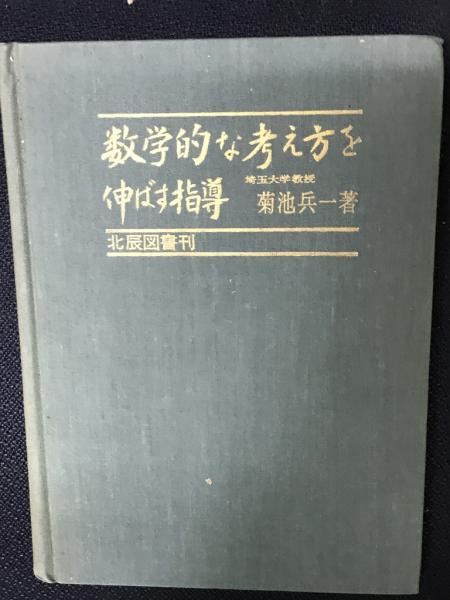 数学的な考え方を
伸ばす指導
埼玉大学教授
菊池兵一著
北辰図書刊